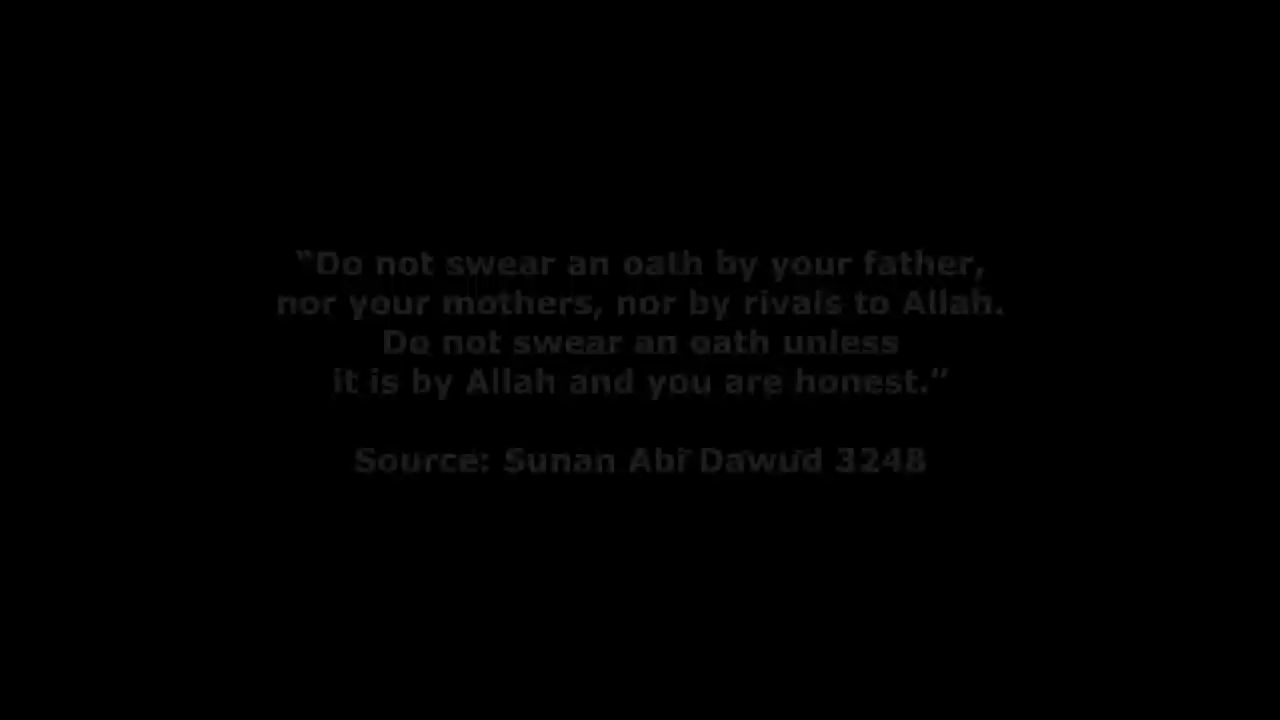 “Do not swear an oath by your father,
nor your mothers, nor by rivals to Allah.
Do not swear an oath unless
it is by Allah and you are honest.”
Source: Sunan Abī Dāwūd 3248